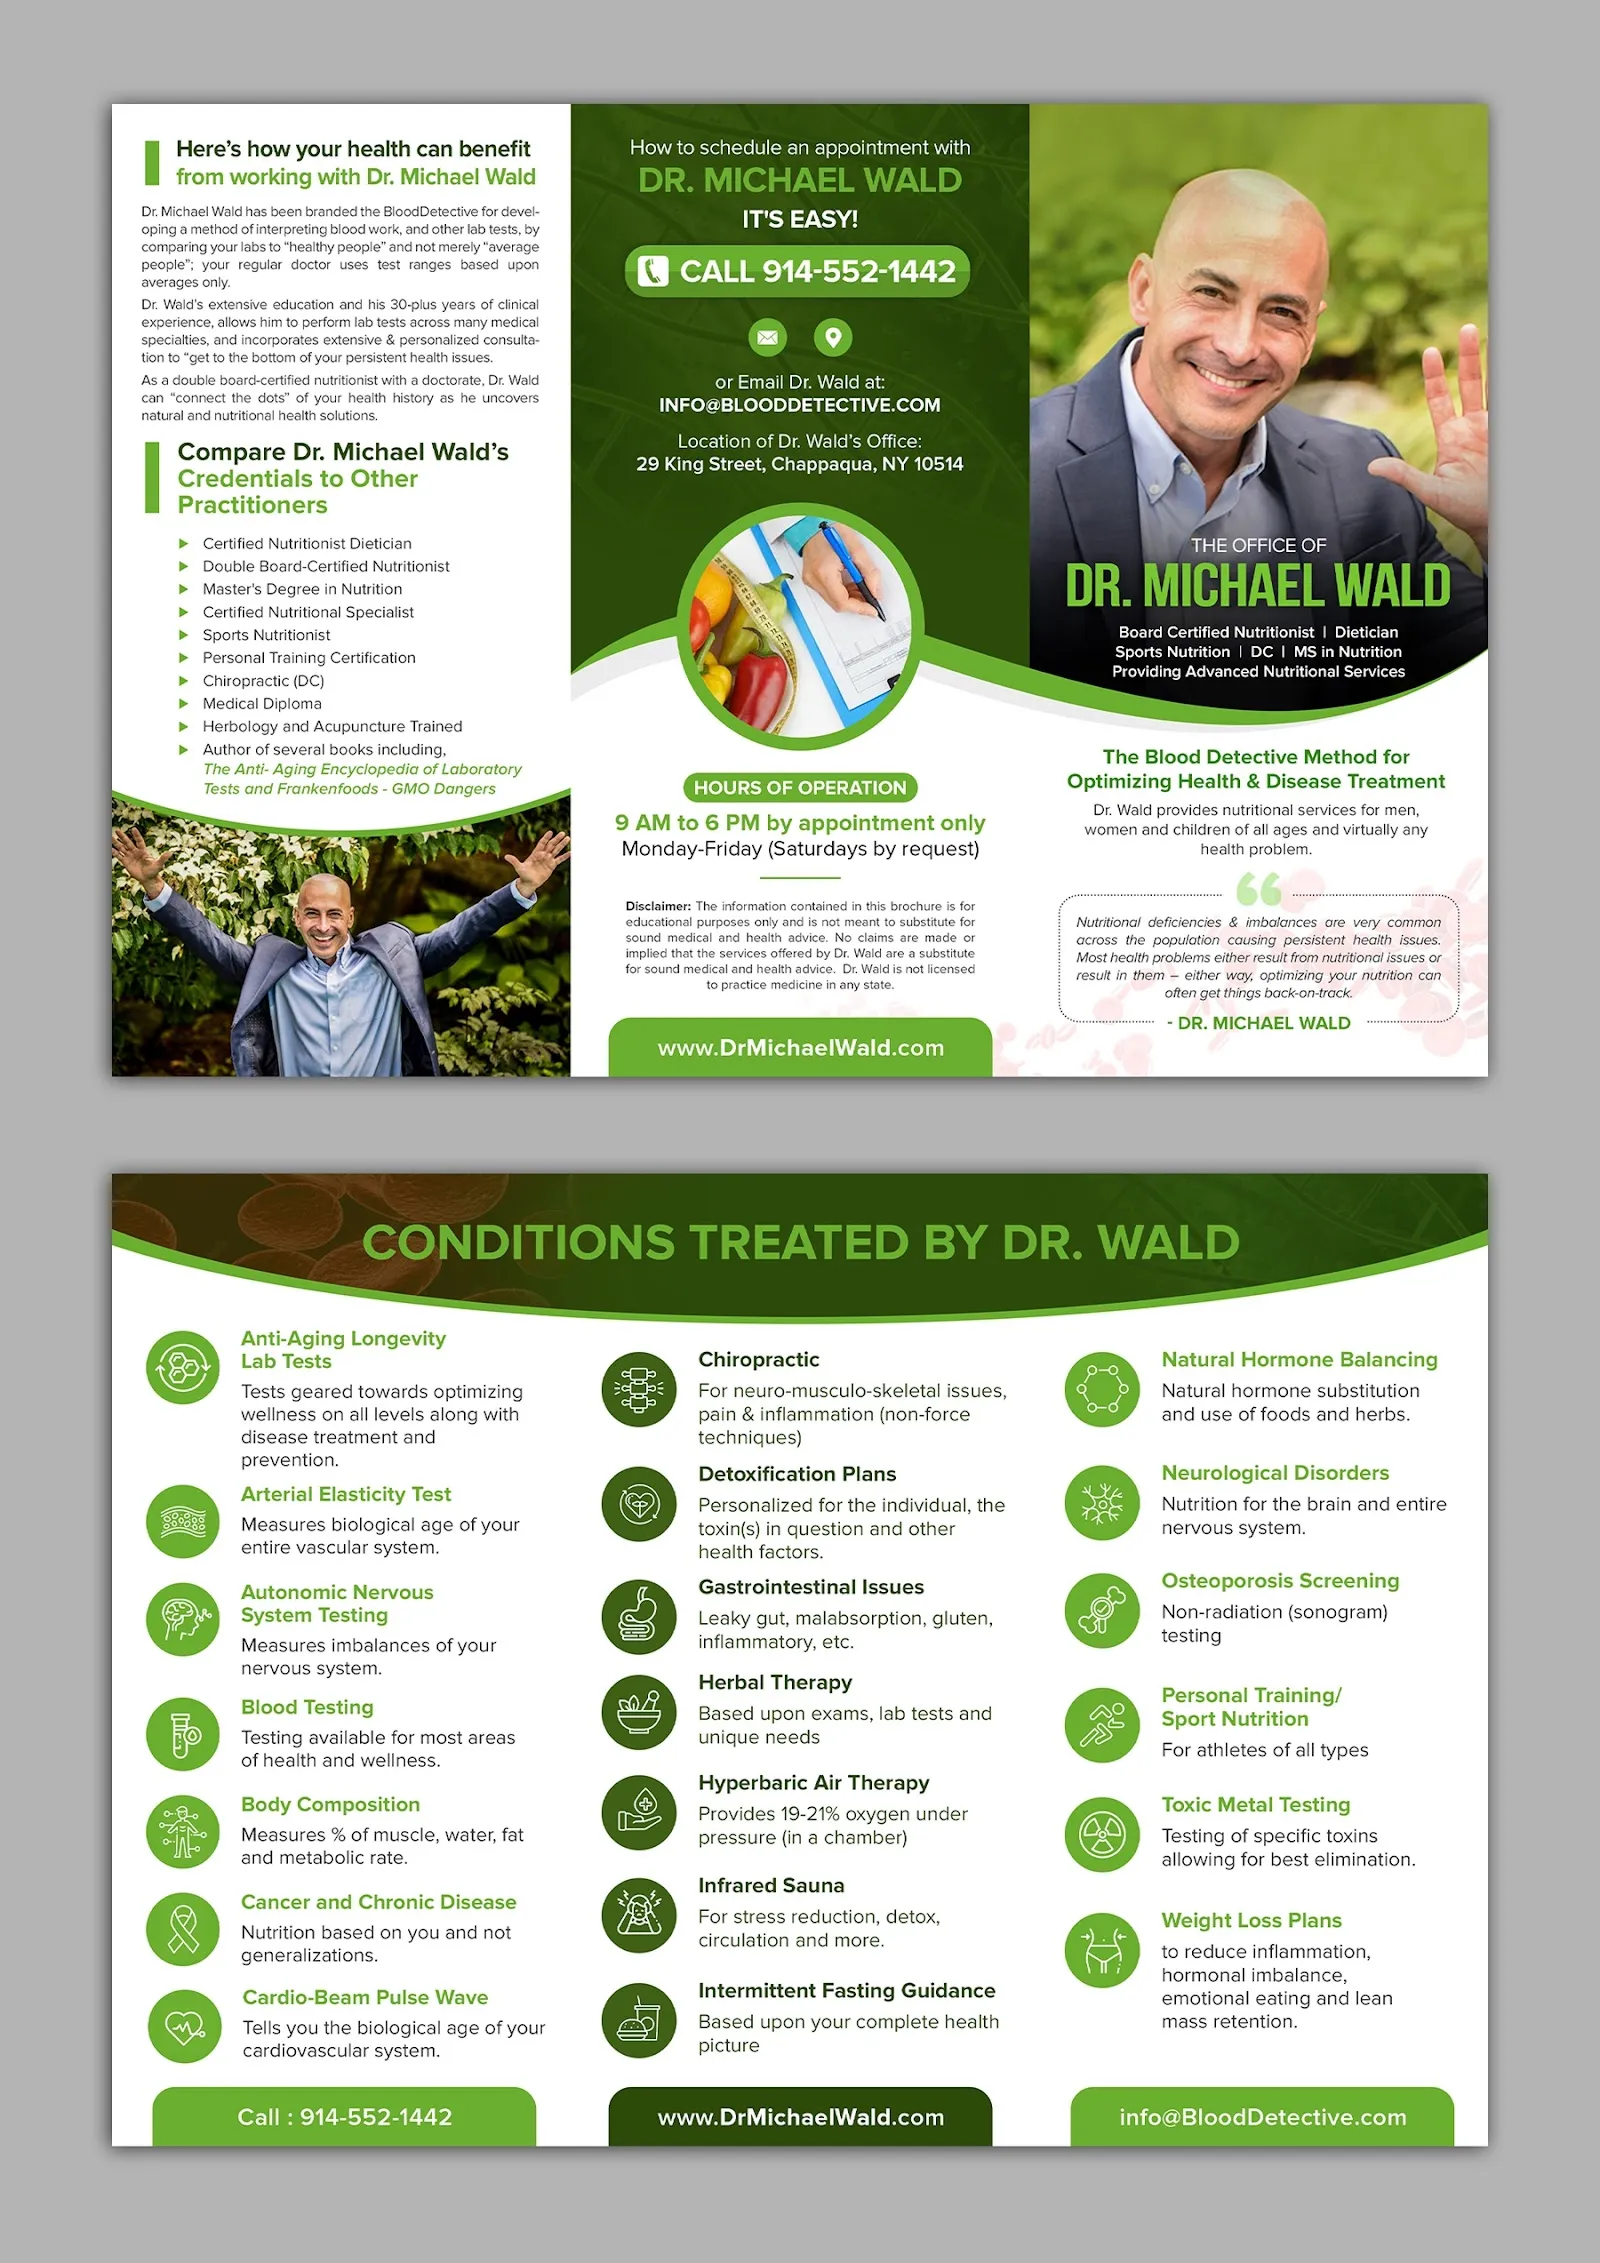 Here's how your health can benefit
from working with Dr. Michael Wald
Dr. Michael Wald has been branded the BloodDetective for devel-
oping a method of interpreting blood work, and other lab tests, by
comparing your labs to “healthy people” and not merely “average
people”; your regular doctor uses test ranges based upon
averages only.
Dr. Wald's extensive education and his 30-plus years of clinical
experience, allows him to perform lab tests across many medical
specialties, and incorporates extensive & personalized consulta-
tion to “get to the bottom of your persistent health issues.
As a double board-certified nutritionist with a doctorate, Dr. Wald
can “connect the dots” of your health history as he uncovers
natural and nutritional health solutions.
Compare Dr. Michael Wald's
Credentials to Other
Practitioners
Certified Nutritionist Dietician
Double Board-Certified Nutritionist
Master's Degree in Nutrition
Certified Nutritional Specialist
Sports Nutritionist
Personal Training Certification
Chiropractic (DC)
Medical Diploma
Herbology and Acupuncture Trained
Author of several books including,
The Anti- Aging Encyclopedia of Laboratory
Tests and Frankenfoods - GMO Dangers
How to schedule an appointment with
DR. MICHAEL WALD
IT'S EASY!
CALL 914-552-1442
or Email Dr. Wald at:
INFO@BLOODDETECTIVE.COM
Location of Dr. Wald's Office:
29 King Street, Chappaqua, NY 10514
HOURS OF OPERATION
9 AM to 6 PM by appointment only
Monday-Friday (Saturdays by request)
Disclaimer: The information contained in this brochure is for
educational purposes only and is not meant to substitute for
sound medical and health advice. No claims are made or
implied that the services offered by Dr. Wald are a substitute
for sound medical and health advice. Dr. Wald is not licensed
to practice medicine in any state.
www.DrMichaelWald.com
THE OFFICE OF
DR. MICHAEL WALD
Board Certified Nutritionist | Dietician
Sports Nutrition | DC | MS in Nutrition
Providing Advanced Nutritional Services
The Blood Detective Method for
Optimizing Health & Disease Treatment
Dr. Wald provides nutritional services for men,
women and children of all ages and virtually any
health problem.
“
Nutritional deficiencies & imbalances are very common
across the population causing persistent health issues.
Most health problems either result from nutritional issues or
result in them – either way, optimizing your nutrition can
often get things back-on-track.
- DR. MICHAEL WALD
CONDITIONS TREATED BY DR. WALD
Anti-Aging Longevity
Lab Tests
Tests geared towards optimizing
wellness on all levels along with
disease treatment and
prevention.
Arterial Elasticity Test
Measures biological age of your
entire vascular system.
Autonomic Nervous
System Testing
Measures imbalances of your
nervous system.
Blood Testing
Testing available for most areas
of health and wellness.
Body Composition
Measures % of muscle, water, fat
and metabolic rate.
Cancer and Chronic Disease
Nutrition based on you and not
generalizations.
Cardio-Beam Pulse Wave
Tells you the biological age of your
cardiovascular system.
Call : 914-552-1442
Chiropractic
For neuro-musculo-skeletal issues,
pain & inflammation (non-force
techniques)
Detoxification Plans
Personalized for the individual, the
toxin(s) in question and other
health factors.
Gastrointestinal Issues
Leaky gut, malabsorption, gluten,
inflammatory, etc.
Herbal Therapy
Based upon exams, lab tests and
unique needs
Hyperbaric Air Therapy
Provides 19-21% oxygen under
pressure (in a chamber)
Infrared Sauna
For stress reduction, detox,
circulation and more.
Intermittent Fasting Guidance
Based upon your complete health
picture
www.DrMichaelWald.com
Natural Hormone Balancing
Natural hormone substitution
and use of foods and herbs.
Neurological Disorders
Nutrition for the brain and entire
nervous system.
Osteoporosis Screening
Non-radiation (sonogram)
testing
Personal Training/
Sport Nutrition
For athletes of all types
Toxic Metal Testing
Testing of specific toxins
allowing for best elimination.
Weight Loss Plans
to reduce inflammation,
hormonal imbalance,
emotional eating and lean
mass retention.
info@BloodDetective.com